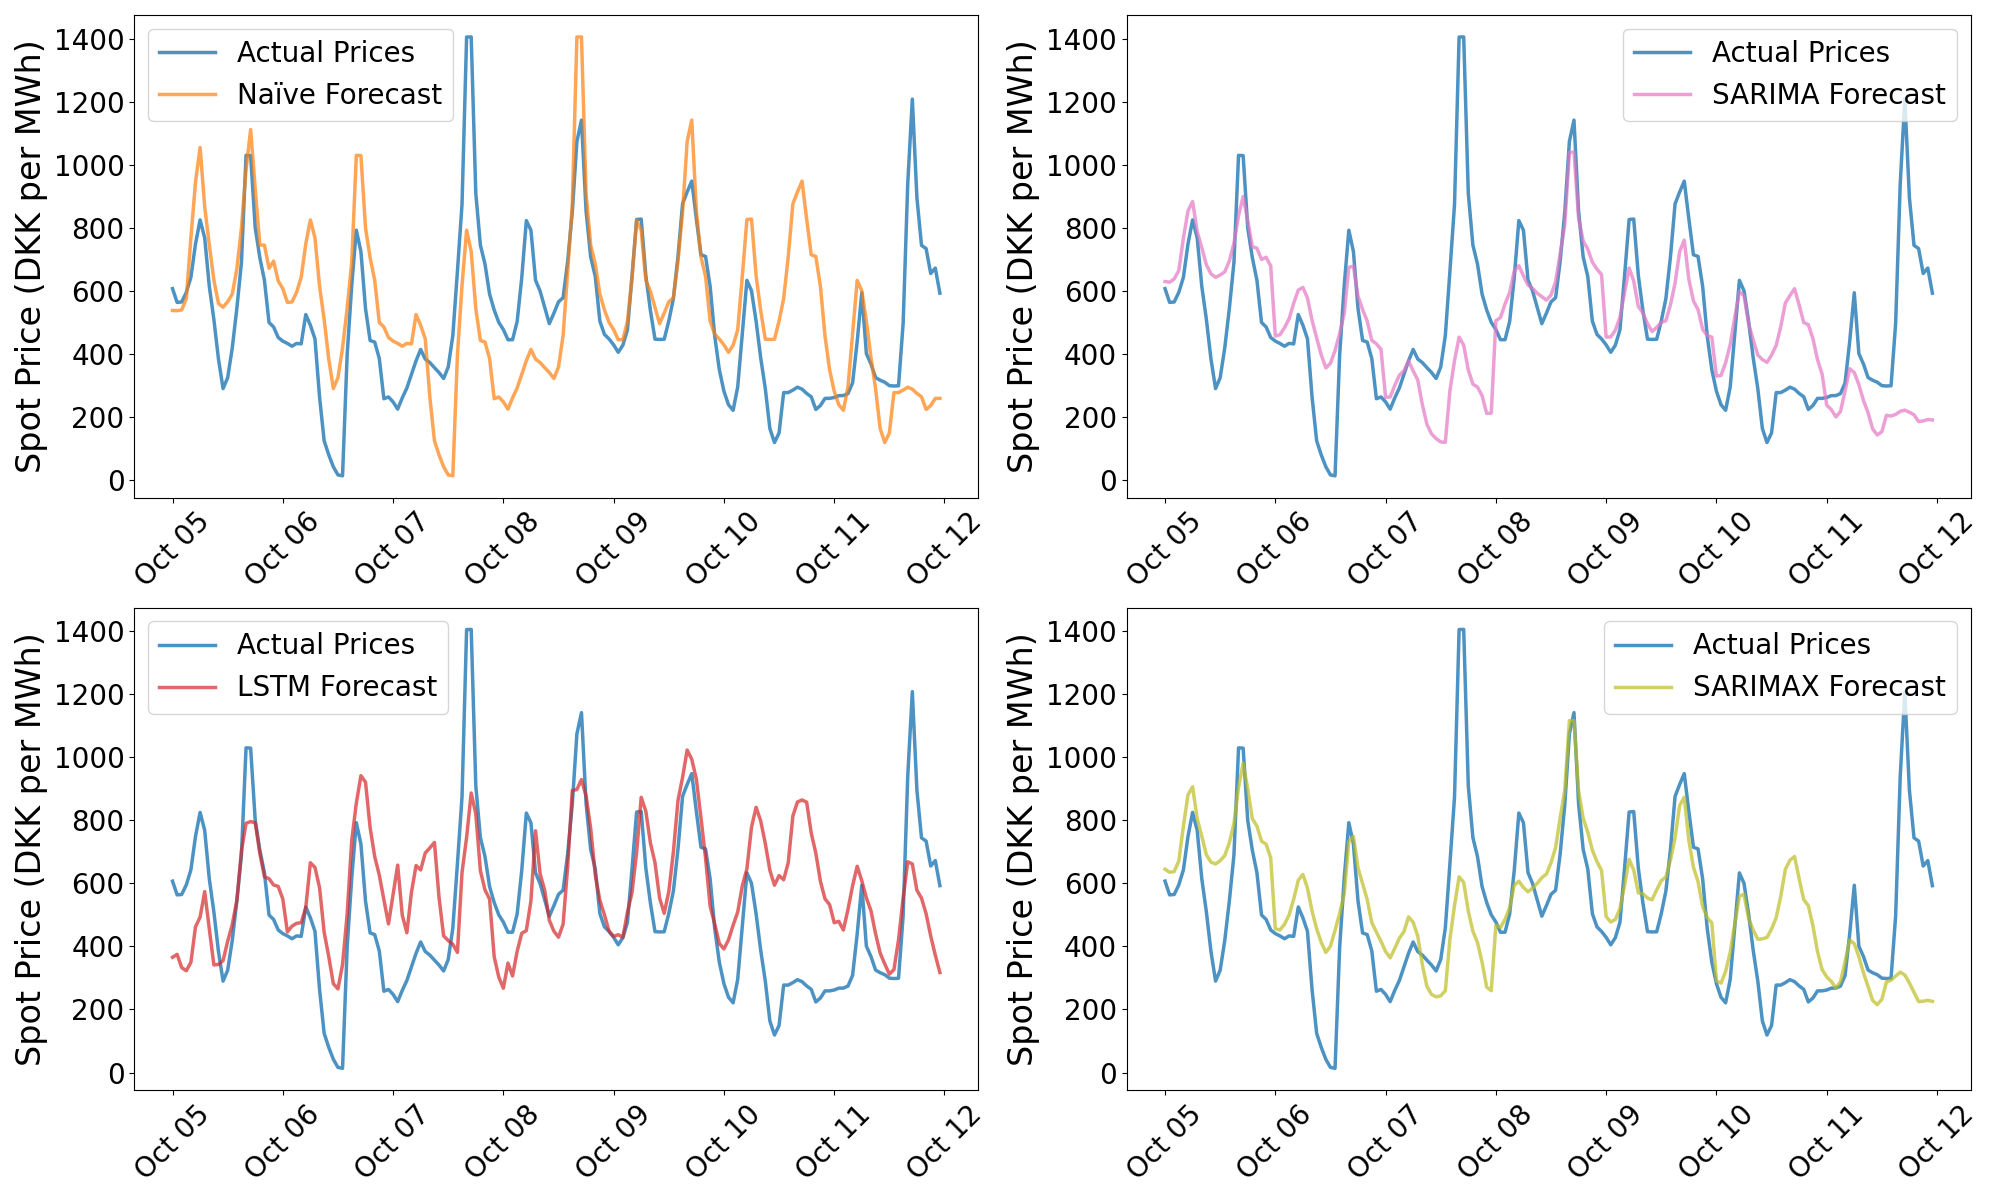 Spot Price (DKK per MWh)
1400
1200
1000
800
600
400
200
0
Actual Prices
Naïve Forecast
Oct 05
Oct 06
Oct 07
Oct 08
Oct 09
Oct 10
Oct 11
Oct 12
Spot Price (DKK per MWh)
1400
1200
1000
800
600
400
200
0
Actual Prices
SARIMA Forecast
Oct 05
Oct 06
Oct 07
Oct 08
Oct 09
Oct 10
Oct 11
Oct 12
Spot Price (DKK per MWh)
1400
1200
1000
800
600
400
200
0
Actual Prices
LSTM Forecast
Oct 05
Oct 06
Oct 07
Oct 08
Oct 09
Oct 10
Oct 11
Oct 12
Spot Price (DKK per MWh)
1400
1200
1000
800
600
400
200
0
Actual Prices
SARIMAX Forecast
Oct 05
Oct 06
Oct 07
Oct 08
Oct 09
Oct 10
Oct 11
Oct 12